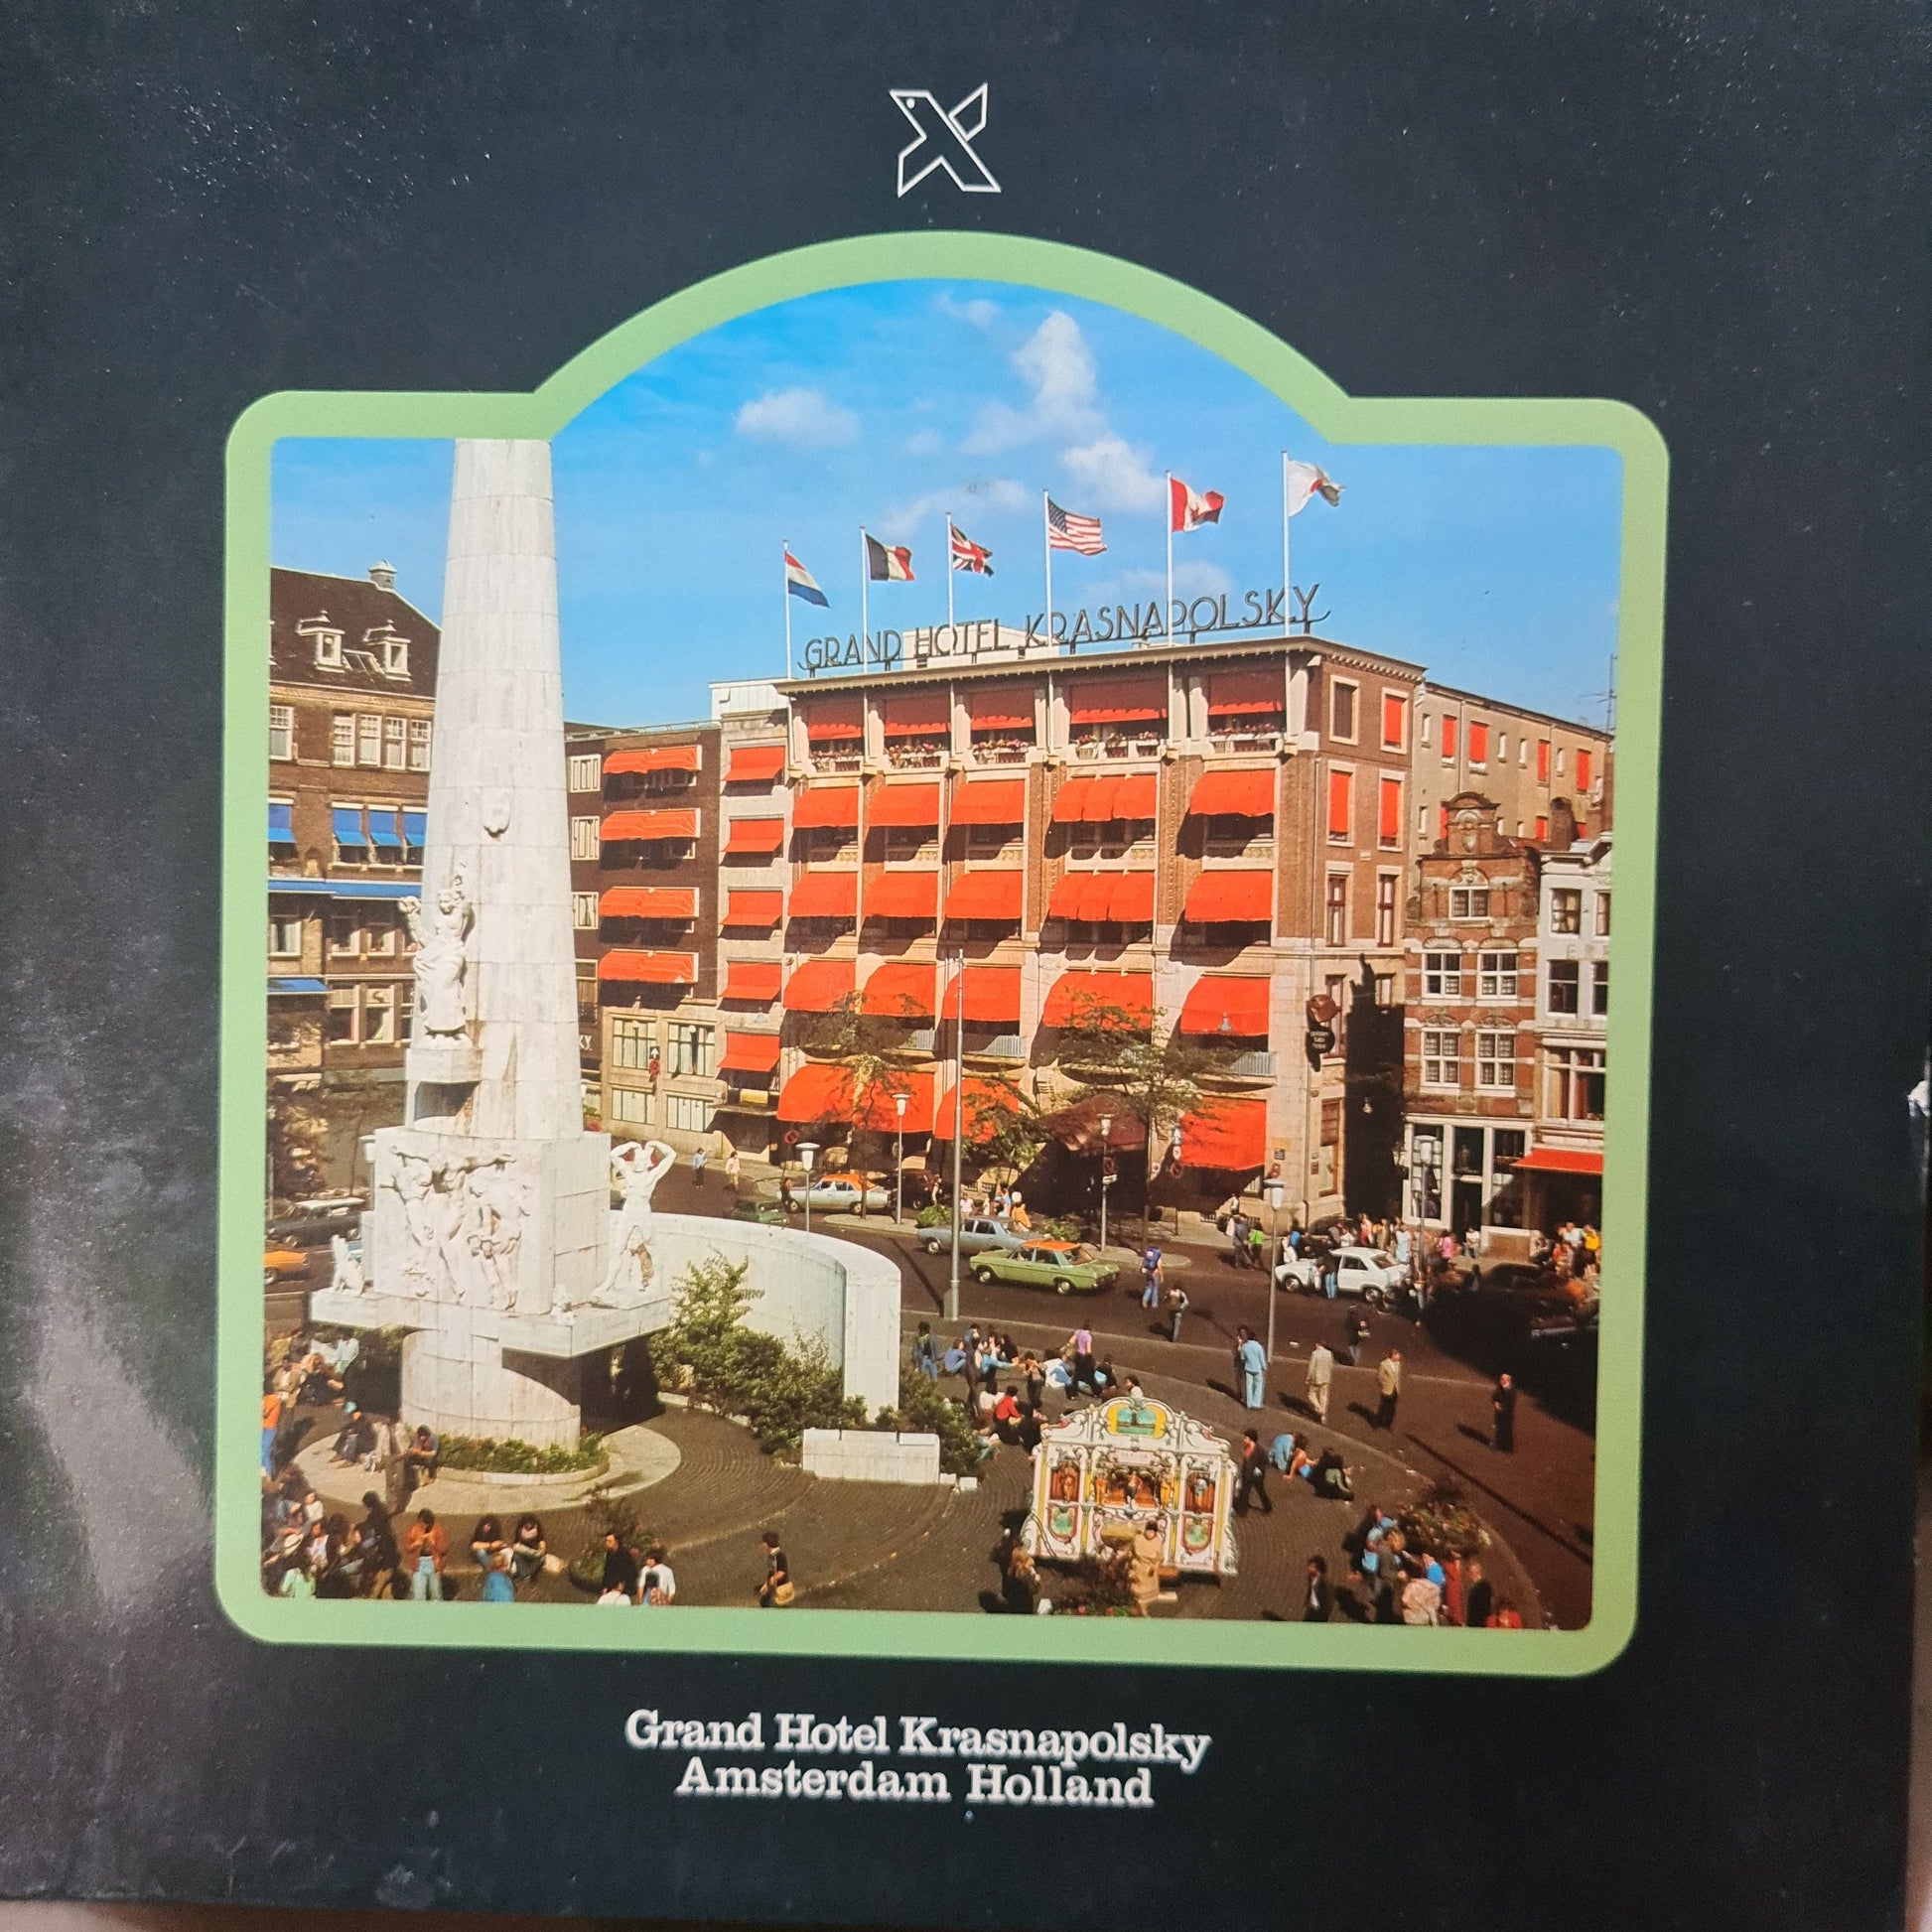 GRAND HOTEL KRASNAPOLSKY
Grand Hotel Krasnapolsky
Amsterdam Holland